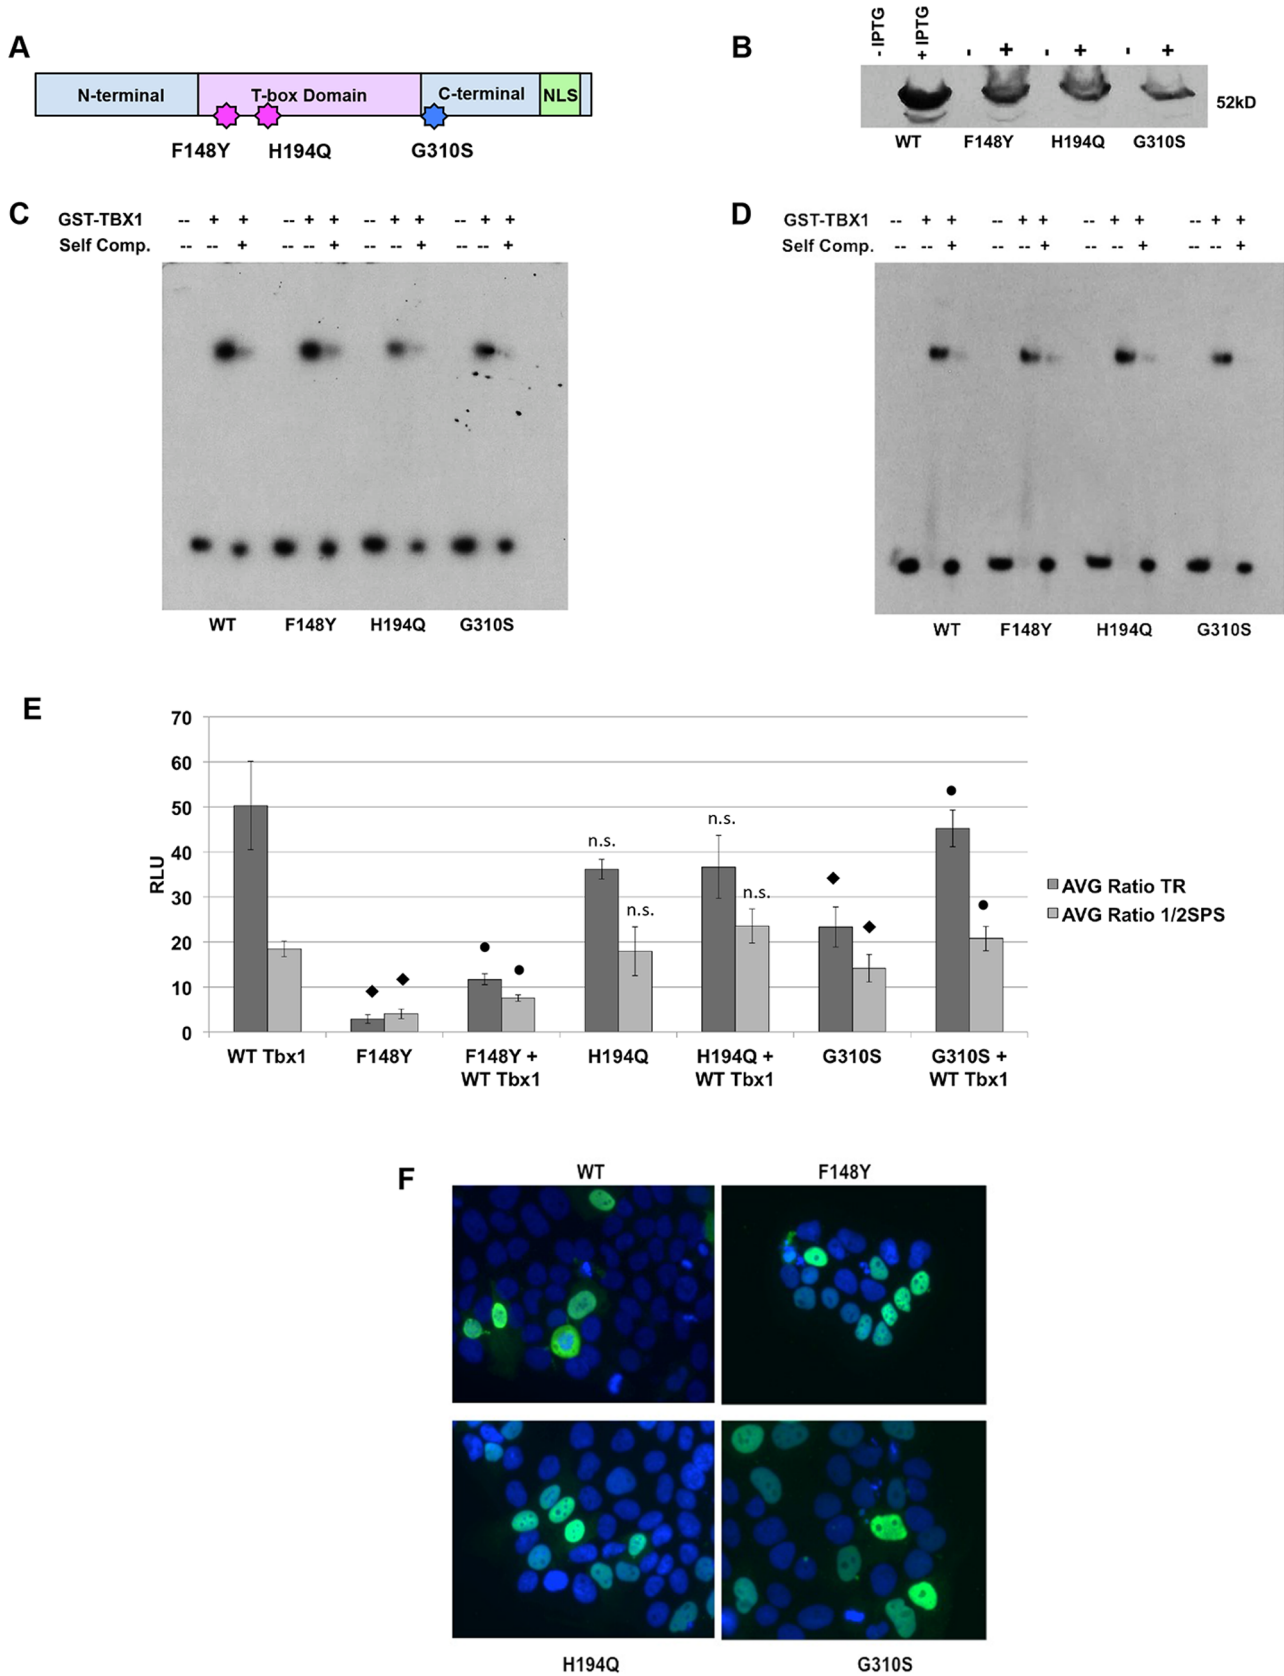 A
N-terminal T-box Domain C-terminal NLS
F148Y H194Q G310S
B
- IPTG + IPTG - + - + - +
52kD
WT F148Y H194Q G310S
C
GST-TBX1 -- + + -- + + -- + + -- + +
Self Comp. -- -- + -- -- + -- -- + -- -- +
WT F148Y H194Q G310S
D
GST-TBX1 -- + + -- + + -- + + -- + +
Self Comp. -- -- + -- -- + -- -- + -- -- +
WT F148Y H194Q G310S
E
70
60
50
40
30
20
10
0
RLU
n.s.
n.s.
n.s.
n.s.
WT Tbx1 F148Y F148Y + H194Q H194Q + G310S G310S +
WT Tbx1 WT Tbx1 WT Tbx1
AVG Ratio TR
AVG Ratio 1/2SPS
F
WT F148Y
H194Q G310S